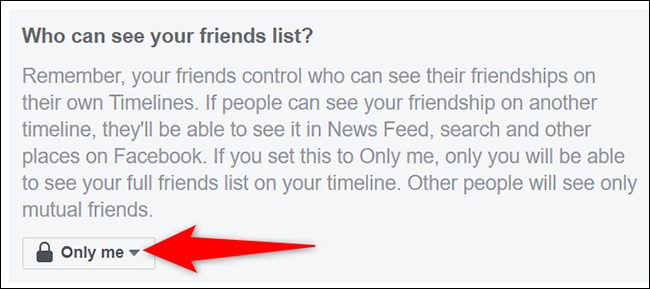 Who can see your friends list?
Remember, your friends control who can see their friendships on
their own Timelines. If people can see your friendship on another
timeline, they'll be able to see it in News Feed, search and other
places on Facebook. If you set this to Only me, only you will be able
to see your full friends list on your timeline. Other people will see only
mutual friends.
Only me